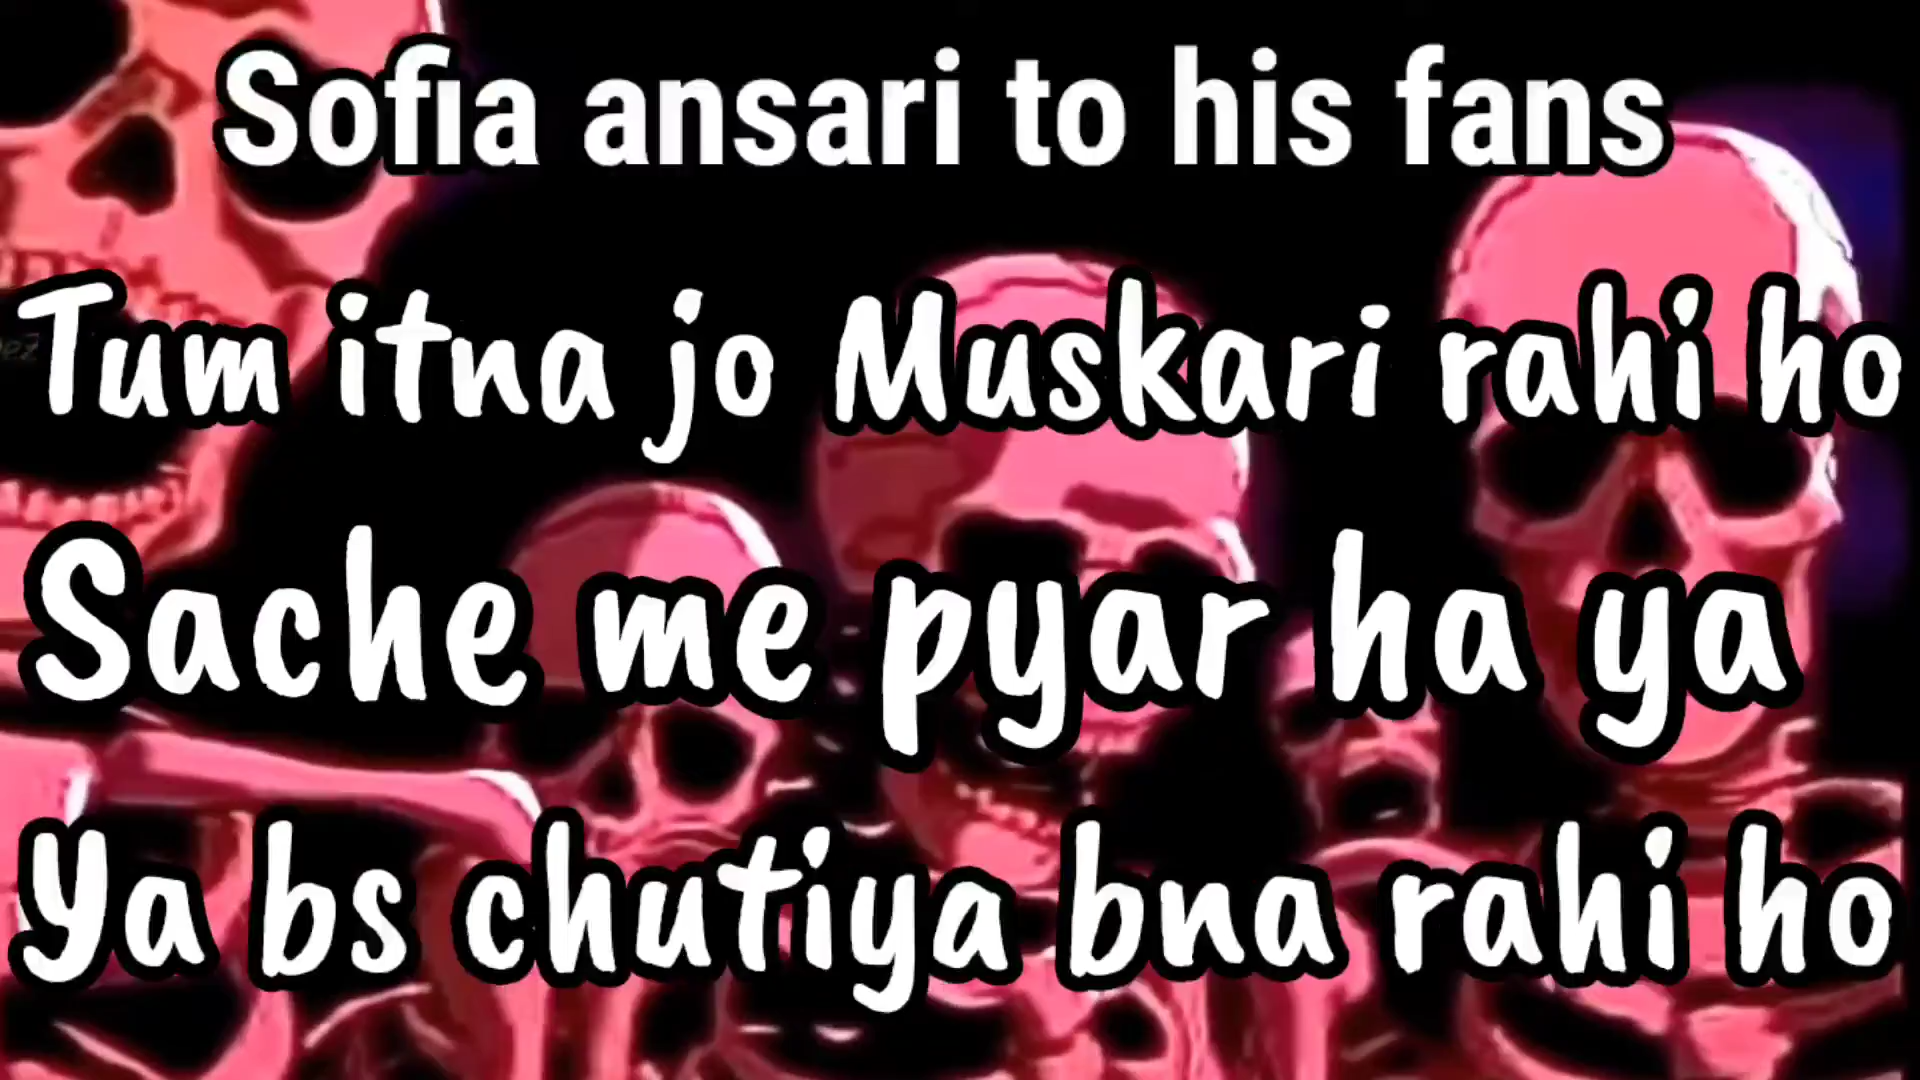 Sofia ansari to his fans
Tum itna jo Muskari rahi ho
Sache me pyar ha ya
Ya bs chutiya bna rahi ho